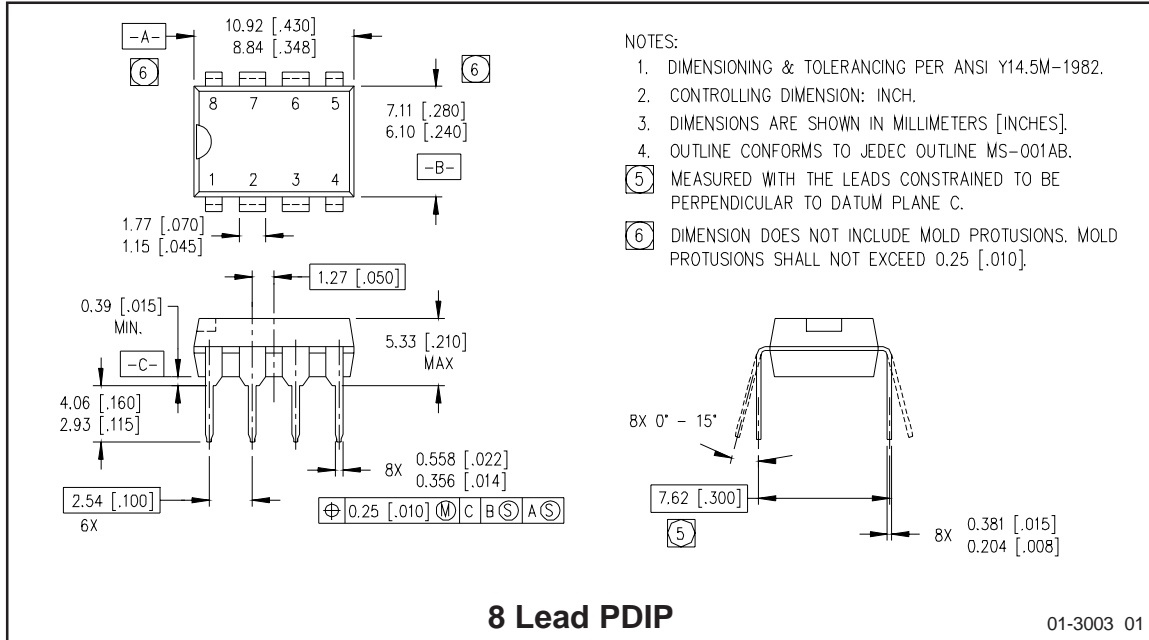 -A-
10.92 [.430]
8.84 [.348]
6
6
8 7 6 5
1 2 3 4
7.11 [.280]
6.10 [.240]
-B-
1.77 [.070]
1.15 [.045]
1.27 [.050]
0.39 [.015]
MIN.
-C-
5.33 [.210]
MAX
4.06 [.160]
2.93 [.115]
2.54 [.100]
6X
8X 0.558 [.022]
0.356 [.014]
⌖ 0.25 [.010] Ⓜ C B Ⓢ A Ⓢ
NOTES:
1. DIMENSIONING & TOLERANCING PER ANSI Y14.5M-1982.
2. CONTROLLING DIMENSION: INCH.
3. DIMENSIONS ARE SHOWN IN MILLIMETERS [INCHES].
4. OUTLINE CONFORMS TO JEDEC OUTLINE MS-001AB.
5 MEASURED WITH THE LEADS CONSTRAINED TO BE
PERPENDICULAR TO DATUM PLANE C.
6 DIMENSION DOES NOT INCLUDE MOLD PROTUSIONS. MOLD
PROTUSIONS SHALL NOT EXCEED 0.25 [.010].
8X 0° - 15°
7.62 [.300]
5
8X 0.381 [.015]
0.204 [.008]
8 Lead PDIP
01-3003 01